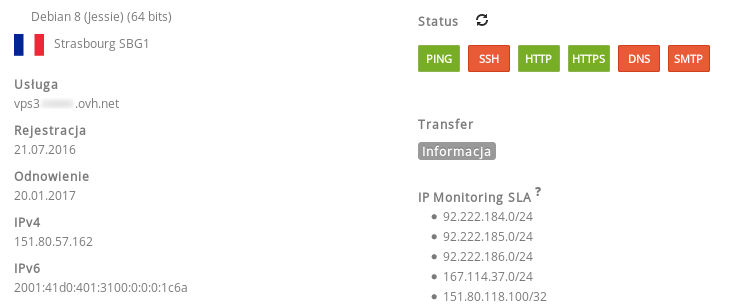 Debian 8 (Jessie) (64 bits)
Strasbourg SBG1
Usługa
vps3 .ovh.net
Rejestracja
21.07.2016
Odnowienie
20.01.2017
IPv4
151.80.57.162
IPv6
2001:41d0:401:3100:0:0:0:1c6a
Status
PING SSH HTTP HTTPS DNS SMTP
Transfer
Informacja
IP Monitoring SLA ?
• 92.222.184.0/24
• 92.222.185.0/24
• 92.222.186.0/24
• 167.114.37.0/24
• 151.80.118.100/32